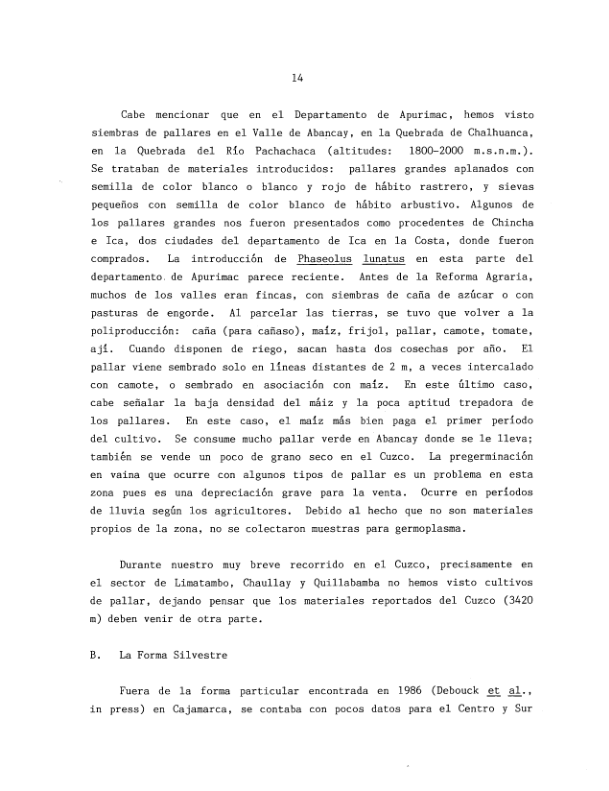 14
Cabe mencionar que en el Departamento de Apurimac, hemos visto
siembras de pallares en el Valle de Abancay, en la Quebrada de Chalhuanca,
en la Quebrada del Río Pachachaca (altitudes: 1800-2000 m.s.n.m.).
Se trataban de materiales introducidos: pallares grandes aplanados con
semilla de color blanco o blanco y rojo de hábito rastrero, y sievas
pequeños con semilla de color blanco de hábito arbustivo. Algunos de
los pallares grandes nos fueron presentados como procedentes de Chincha
e Ica, dos ciudades del departamento de Ica en la Costa, donde fueron
comprados. La introducción de Phaseolus lunatus en esta parte del
departamento de Apurimac parece reciente. Antes de la Reforma Agraria,
muchos de los valles eran fincas, con siembras de caña de azúcar o con
pasturas de engorde. Al parcelar las tierras, se tuvo que volver a la
poliproducción: caña (para cañaso), maíz, frijol, pallar, camote, tomate,
ají. Cuando disponen de riego, sacan hasta dos cosechas por año. El
pallar viene sembrado solo en líneas distantes de 2 m, a veces intercalado
con camote, o sembrado en asociación con maíz. En este último caso,
cabe señalar la baja densidad del máiz y la poca aptitud trepadora de
los pallares. En este caso, el maíz más bien paga el primer período
del cultivo. Se consume mucho pallar verde en Abancay donde se le lleva;
también se vende un poco de grano seco en el Cuzco. La pregerminación
en vaina que ocurre con algunos tipos de pallar es un problema en esta
zona pues es una depreciación grave para la venta. Ocurre en períodos
de lluvia según los agricultores. Debido al hecho que no son materiales
propios de la zona, no se colectaron muestras para germoplasma.
Durante nuestro muy breve recorrido en el Cuzco, precisamente en
el sector de Limatambo, Chaullay y Quillabamba no hemos visto cultivos
de pallar, dejando pensar que los materiales reportados del Cuzco (3420
m) deben venir de otra parte.
B. La Forma Silvestre
Fuera de la forma particular encontrada en 1986 (Debouck et al.,
in press) en Cajamarca, se contaba con pocos datos para el Centro y Sur